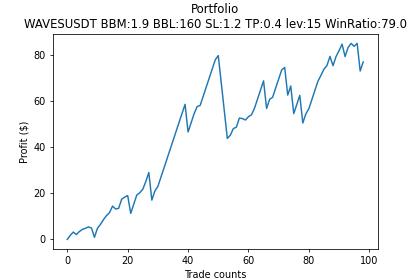 Portfolio
WAVESUSDT BBM:1.9 BBL:160 SL:1.2 TP:0.4 lev:15 WinRatio:79.0
Profit ($)
80
60
40
20
0
0 20 40 60 80 100
Trade counts